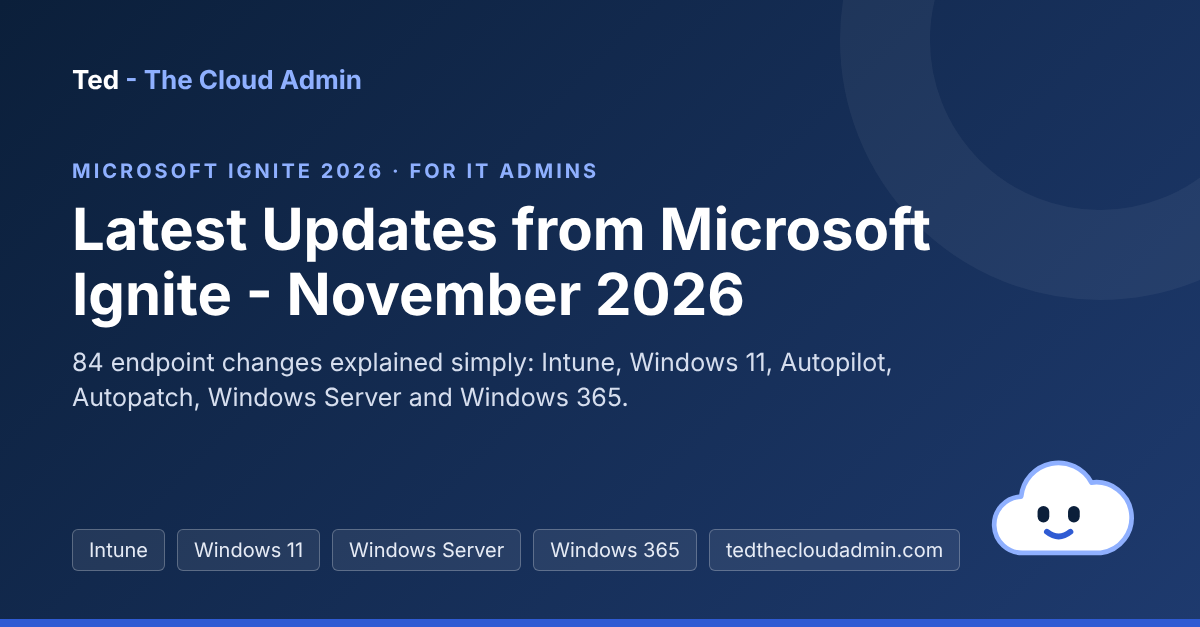 Ted - The Cloud Admin
MICROSOFT IGNITE 2026 · FOR IT ADMINS
Latest Updates from Microsoft
Ignite - November 2026
84 endpoint changes explained simply: Intune, Windows 11, Autopilot,
Autopatch, Windows Server and Windows 365.
Intune
Windows 11
Windows Server
Windows 365
tedthecloudadmin.com